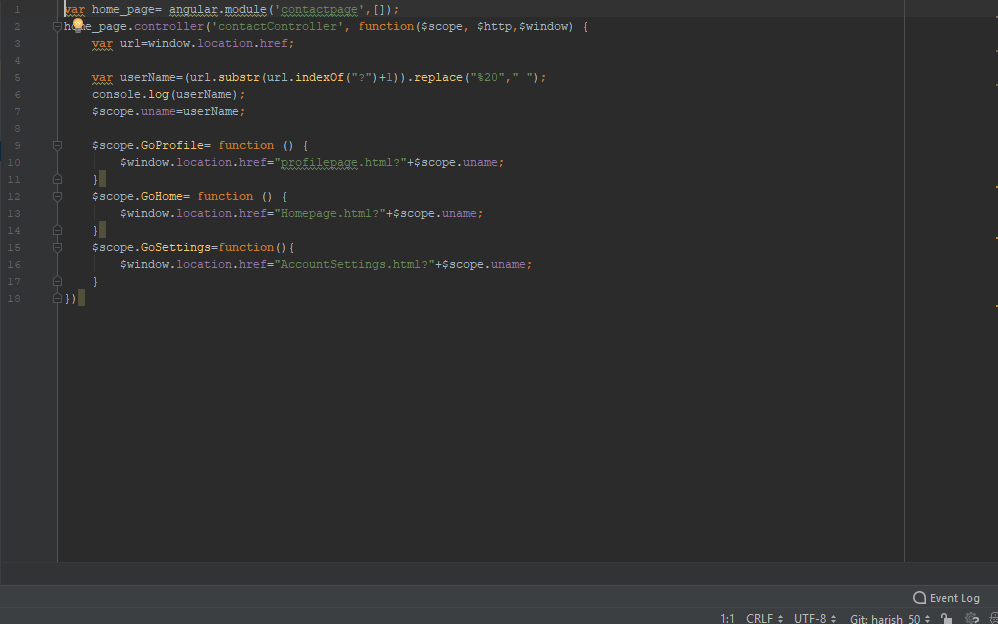 1 var home_page= angular.module('contactpage',[]);
2 home_page.controller('contactController', function($scope, $http,$window) {
3 var url=window.location.href;
4
5 var userName=(url.substr(url.indexOf("?")+1)).replace("%20"," ");
6 console.log(userName);
7 $scope.uname=userName;
8
9 $scope.GoProfile= function () {
10 $window.location.href="profilepage.html?"+$scope.uname;
11 }
12 $scope.GoHome= function () {
13 $window.location.href="Homepage.html?"+$scope.uname;
14 }
15 $scope.GoSettings=function(){
16 $window.location.href="AccountSettings.html?"+$scope.uname;
17 }
18 })
Event Log
1:1 CRLF UTF-8 Git: harish_50